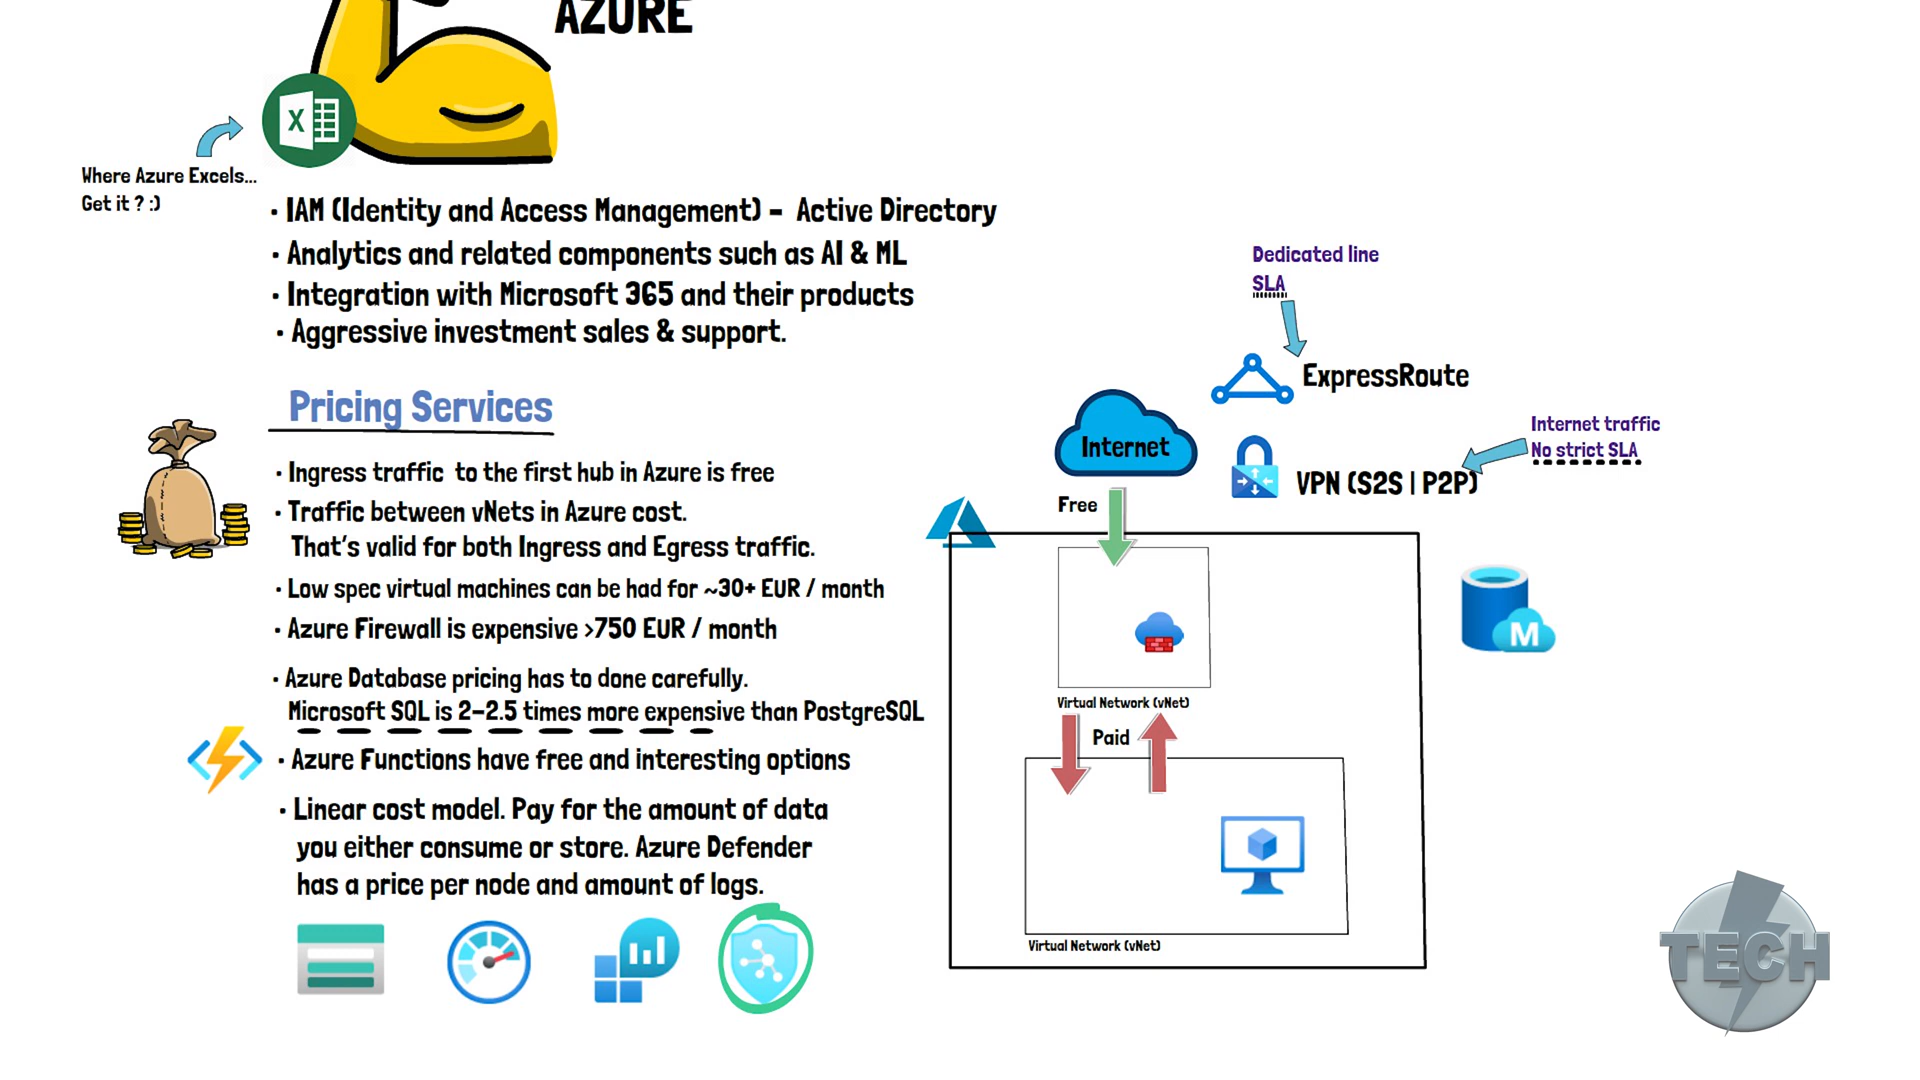 AZURE
Where Azure Excels...
Get it ? :)
X
· IAM (Identity and Access Management) – Active Directory
· Analytics and related components such as AI & ML
· Integration with Microsoft 365 and their products
· Aggressive investment sales & support.
Pricing Services
· Ingress traffic to the first hub in Azure is free
· Traffic between vNets in Azure cost.
That's valid for both Ingress and Egress traffic.
· Low spec virtual machines can be had for ~30+ EUR / month
· Azure Firewall is expensive >750 EUR / month
· Azure Database pricing has to done carefully.
Microsoft SQL is 2-2.5 times more expensive than PostgreSQL
· Azure Functions have free and interesting options
· Linear cost model. Pay for the amount of data
you either consume or store. Azure Defender
has a price per node and amount of logs.
Dedicated line
SLA
ExpressRoute
Internet
Internet traffic
No strict SLA
VPN (S2S | P2P)
Free
M
Virtual Network (vNet)
Paid
Virtual Network (vNet)
TECH